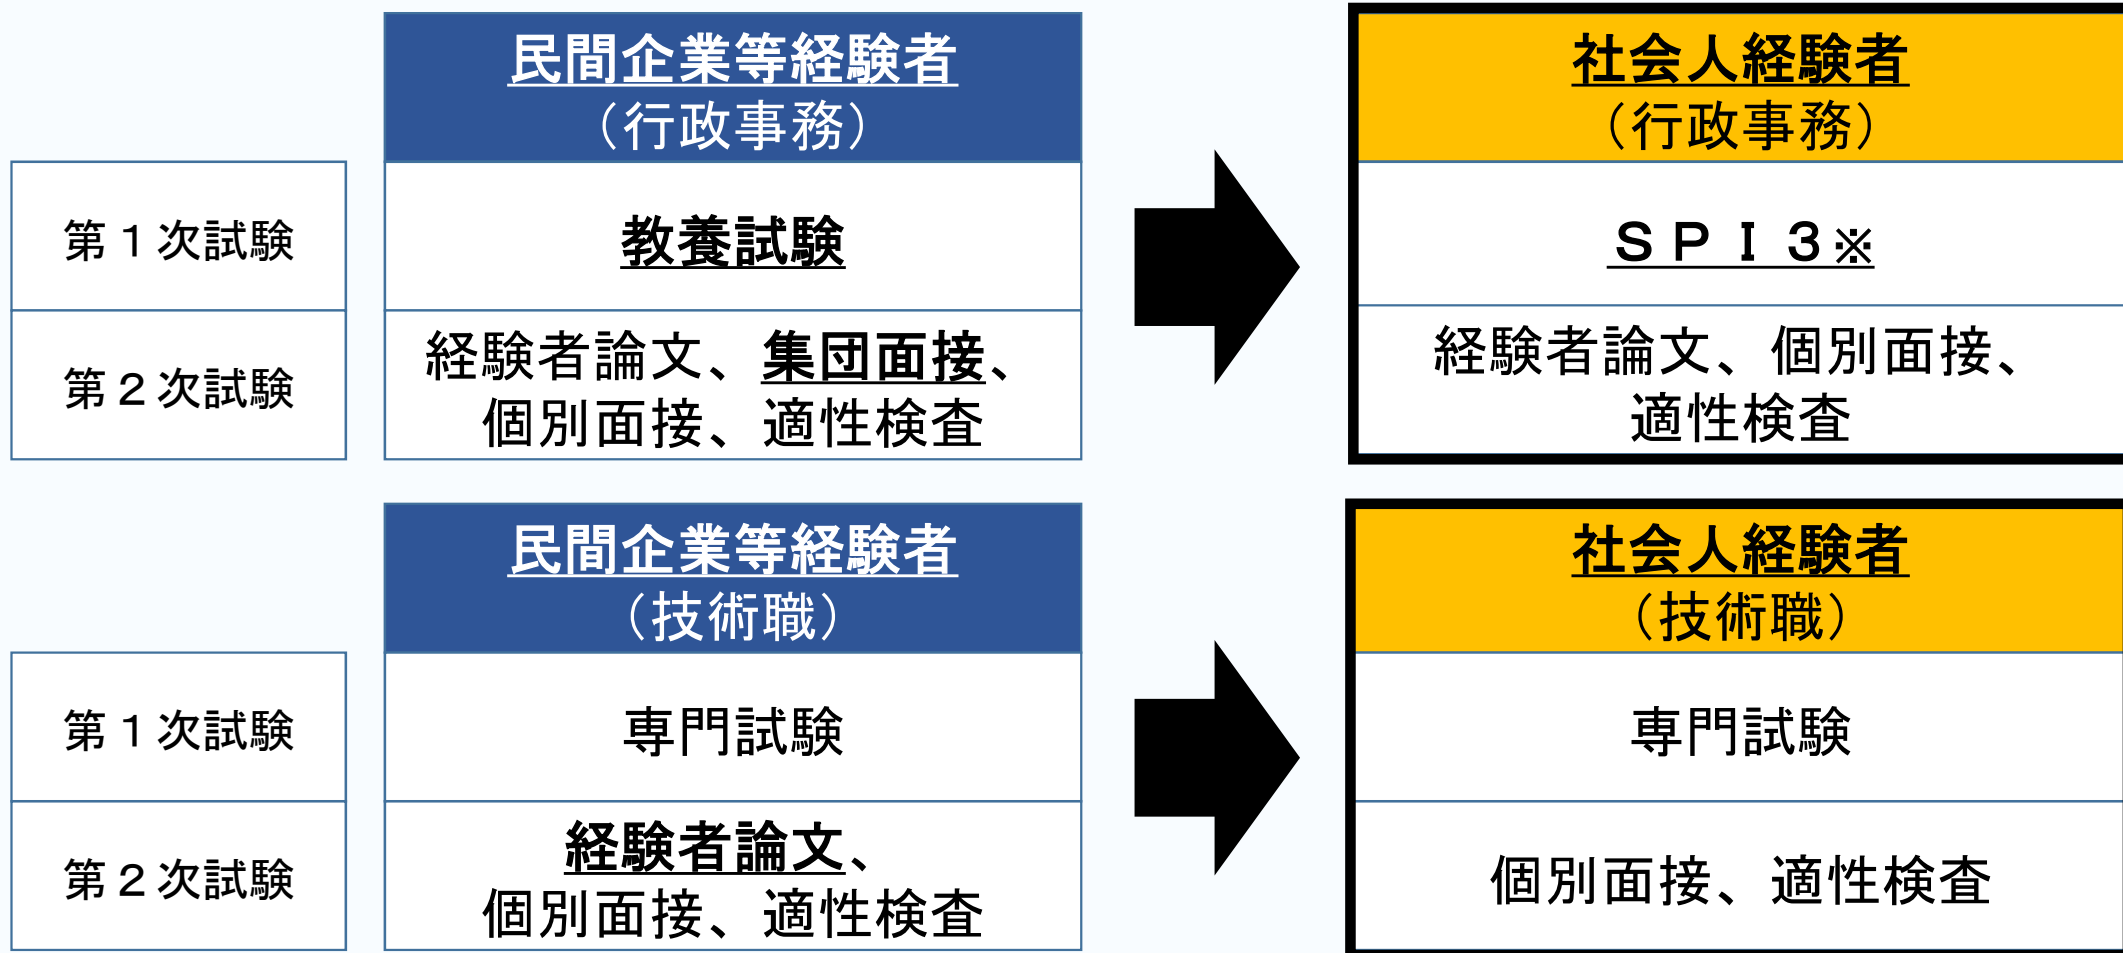 民間企業等経験者
（行政事務）
社会人経験者
（行政事務）
第１次試験
教養試験
ＳＰＩ３※
第２次試験
経験者論文、集団面接、
個別面接、適性検査
経験者論文、個別面接、
適性検査
民間企業等経験者
（技術職）
社会人経験者
（技術職）
第１次試験
専門試験
専門試験
第２次試験
経験者論文、
個別面接、適性検査
個別面接、適性検査